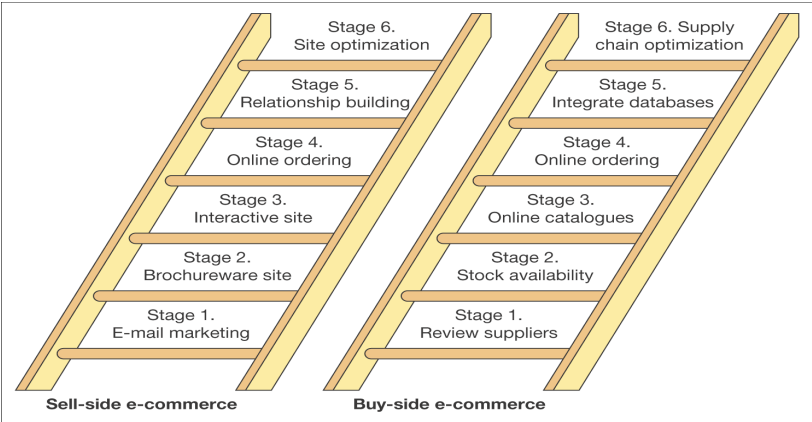 Stage 6.
Site optimization
Stage 5.
Relationship building
Stage 4.
Online ordering
Stage 3.
Interactive site
Stage 2.
Brochureware site
Stage 1.
E-mail marketing
Sell-side e-commerce
Stage 6. Supply
chain optimization
Stage 5.
Integrate databases
Stage 4.
Online ordering
Stage 3.
Online catalogues
Stage 2.
Stock availability
Stage 1.
Review suppliers
Buy-side e-commerce